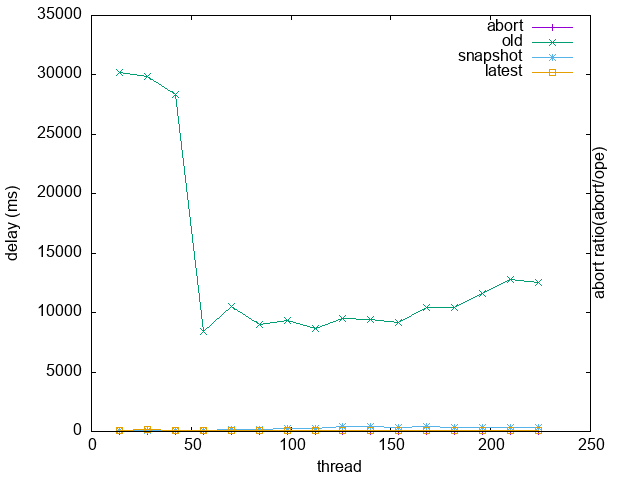 35000
30000
25000
20000
15000
10000
5000
0
delay (ms)
abort
old
snapshot
latest
abort ratio(abort/ope)
0 50 100 150 200 250
thread